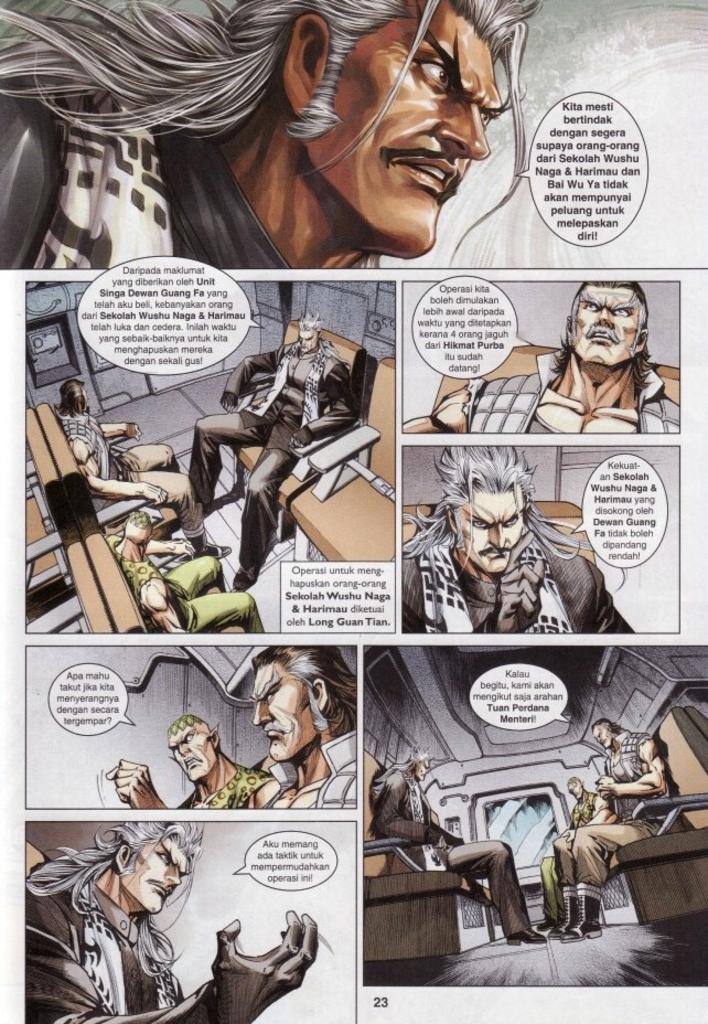 Kita mesti
bertindak
dengan segera
supaya orang-orang
dari Sekolah Wushu
Naga & Harimau dan
Bai Wu Ya tidak
akan mempunyai
peluang untuk
melepaskan
diri!
Daripada maklumat
yang diberikan oleh Unit
Singa Dewan Guang Fa yang
telah aku beli, kebanyakan orang
dari Sekolah Wushu Naga & Harimau
telah luka dan cedera. Inilah waktu
yang sebaik-baiknya untuk kita
menghapuskan mereka
dengan sekali gus!
Operasi untuk meng-
hapuskan orang-orang
Sekolah Wushu Naga
& Harimau diketuai
oleh Long Guan Tian.
Operasi kita
boleh dimulakan
lebih awal daripada
waktu yang ditetapkan
kerana 4 orang jaguh
dari Hikmat Purba
itu sudah
datang!
Kekuat-
an Sekolah
Wushu Naga &
Harimau yang
disokong oleh
Dewan Guang
Fa tidak boleh
dipandang
rendah!
Apa mahu
takut jika kita
menyerangnya
dengan secara
tergempar?
Kalau
begitu, kami akan
mengikut saja arahan
Tuan Perdana
Menteri!
Aku memang
ada taktik untuk
mempermudahkan
operasi ini!
23